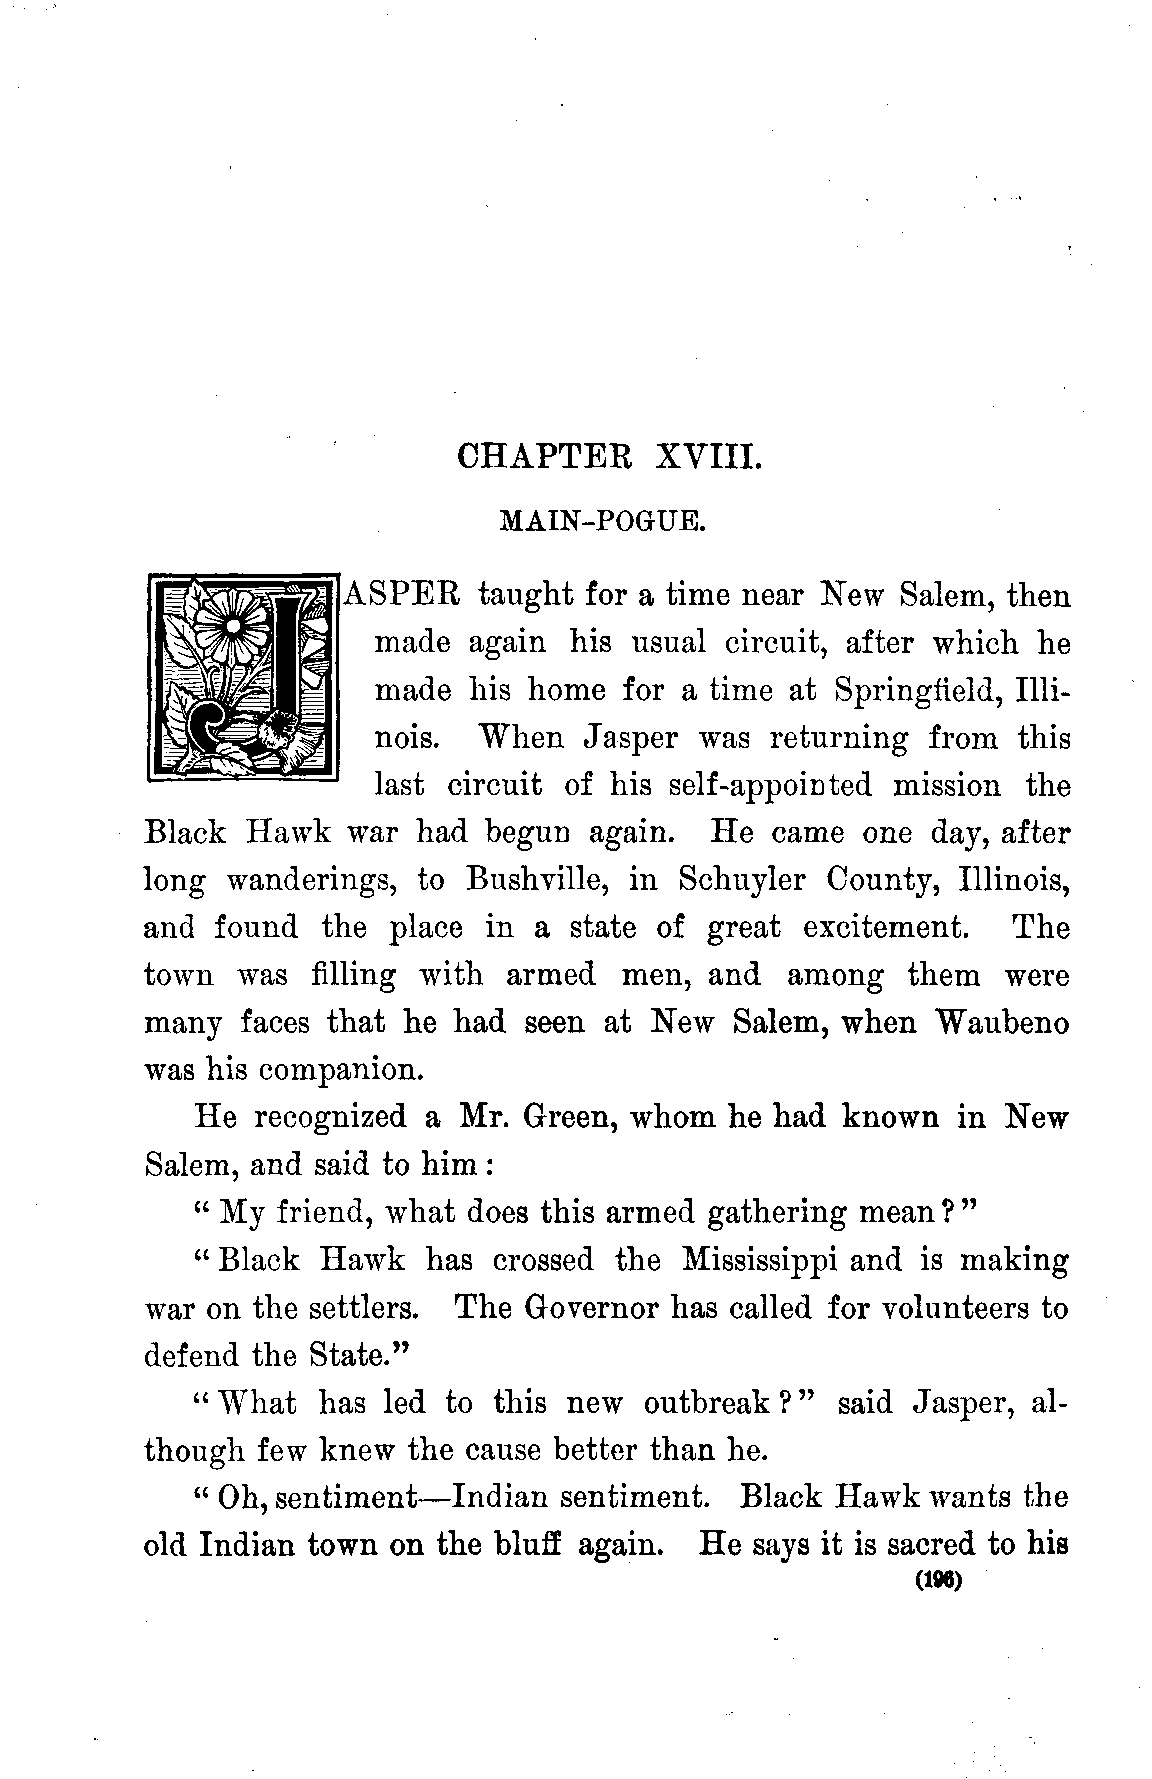 CHAPTER XVIII.
MAIN-POGUE.
JASPER taught for a time near New Salem, then
made again his usual circuit, after which he
made his home for a time at Springfield, Illi-
nois. When Jasper was returning from this
last circuit of his self-appointed mission the
Black Hawk war had begun again. He came one day, after
long wanderings, to Bushville, in Schuyler County, Illinois,
and found the place in a state of great excitement. The
town was filling with armed men, and among them were
many faces that he had seen at New Salem, when Waubeno
was his companion.
He recognized a Mr. Green, whom he had known in New
Salem, and said to him :
“ My friend, what does this armed gathering mean ? ”
“ Black Hawk has crossed the Mississippi and is making
war on the settlers. The Governor has called for volunteers to
defend the State.”
“ What has led to this new outbreak ? ” said Jasper, al-
though few knew the cause better than he.
“ Oh, sentiment—Indian sentiment. Black Hawk wants the
old Indian town on the bluff again. He says it is sacred to his
(196)